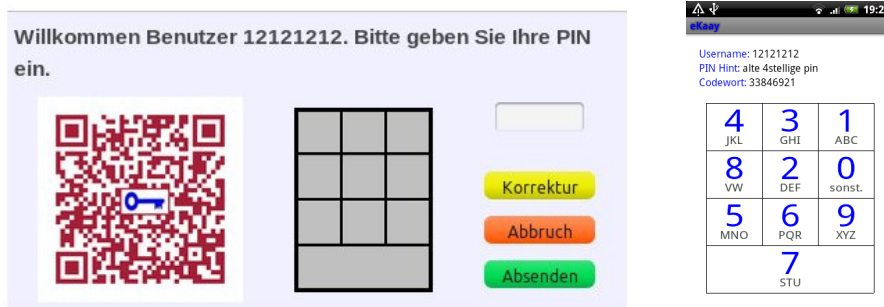 Willkommen Benutzer 12121212. Bitte geben Sie Ihre PIN
ein.
Korrektur
Abbruch
Absenden
19:2
eKaay
Username: 12121212
PIN Hint: alte 4stellige pin
Codewort: 33846921
4 3 1
JKL GHI ABC
8 2 0
VW DEF sonst.
5 6 9
MNO PQR XYZ
7
STU